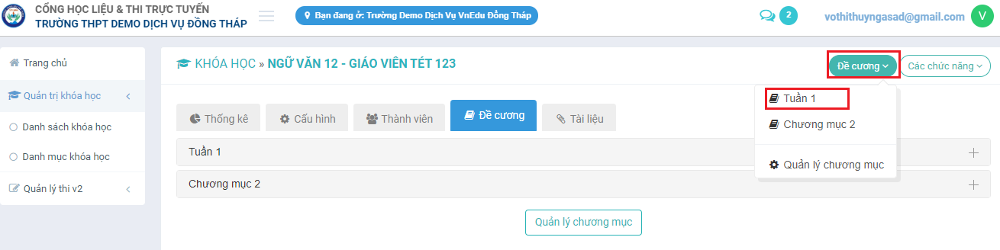 CỔNG HỌC LIỆU & THI TRỰC TUYẾN
TRƯỜNG THPT DEMO DỊCH VỤ ĐỒNG THÁP
Bạn đang ở: Trường Demo Dịch Vụ VnEdu Đồng Tháp
2
vothithuyngasad@gmail.com
V
Trang chủ
Quản trị khóa học
Danh sách khóa học
Danh mục khóa học
Quản lý thi v2
KHÓA HỌC » NGỮ VĂN 12 - GIÁO VIÊN TÉT 123
Đề cương
Các chức năng
Tuần 1
Chương mục 2
Quản lý chương mục
Thống kê
Cấu hình
Thành viên
Đề cương
Tài liệu
Tuần 1
Chương mục 2
Quản lý chương mục